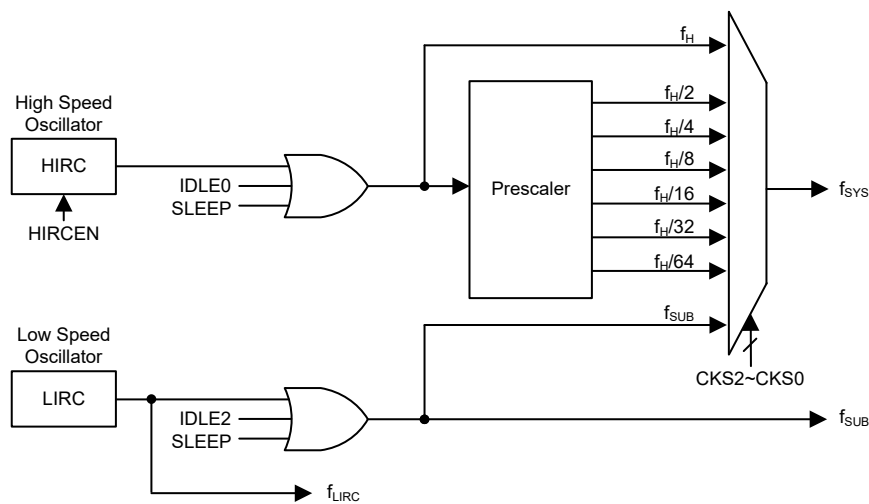 High Speed
Oscillator
HIRC
HIRCEN
IDLE0
SLEEP
Prescaler
fH
fH/2
fH/4
fH/8
fH/16
fH/32
fH/64
fSUB
fSYS
CKS2~CKS0
Low Speed
Oscillator
LIRC
IDLE2
SLEEP
fSUB
fLIRC